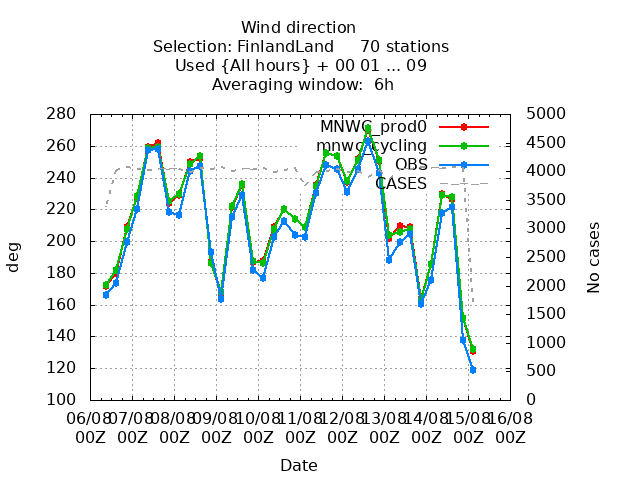 Wind direction
Selection: FinlandLand     70 stations
Used {All hours} + 00 01 ... 09
Averaging window:  6h
MNWC_prod0
mnwc_cycling
OBS
CASES
deg
280
260
240
220
200
180
160
140
120
100
No cases
5000
4500
4000
3500
3000
2500
2000
1500
1000
500
0
06/08 07/08 08/08 09/08 10/08 11/08 12/08 13/08 14/08 15/08 16/08
00Z 00Z 00Z 00Z 00Z 00Z 00Z 00Z 00Z 00Z 00Z
Date